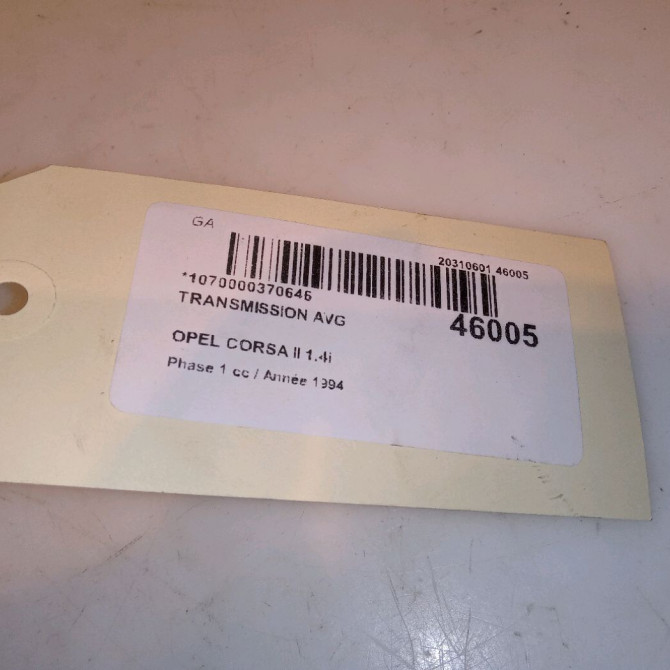 GA
20310601 46005
*1070000370646
TRANSMISSION AVG
46005
OPEL CORSA II 1.4i
Phase 1 cc / Année 1994